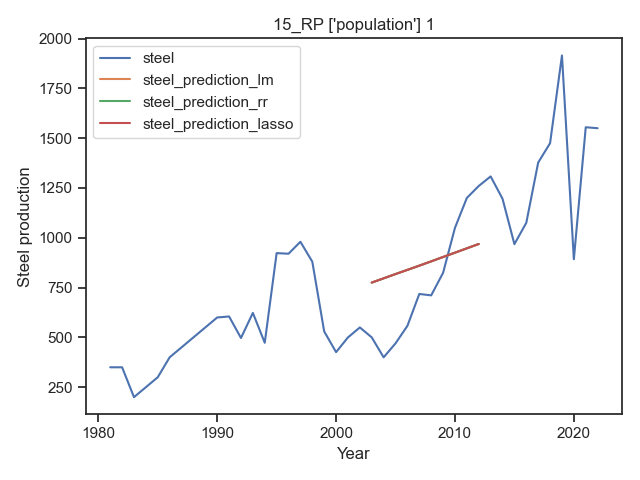 15_RP ['population'] 1
steel
steel_prediction_lm
steel_prediction_rr
steel_prediction_lasso
Steel production
2000
1750
1500
1250
1000
750
500
250
1980
1990
2000
2010
2020
Year